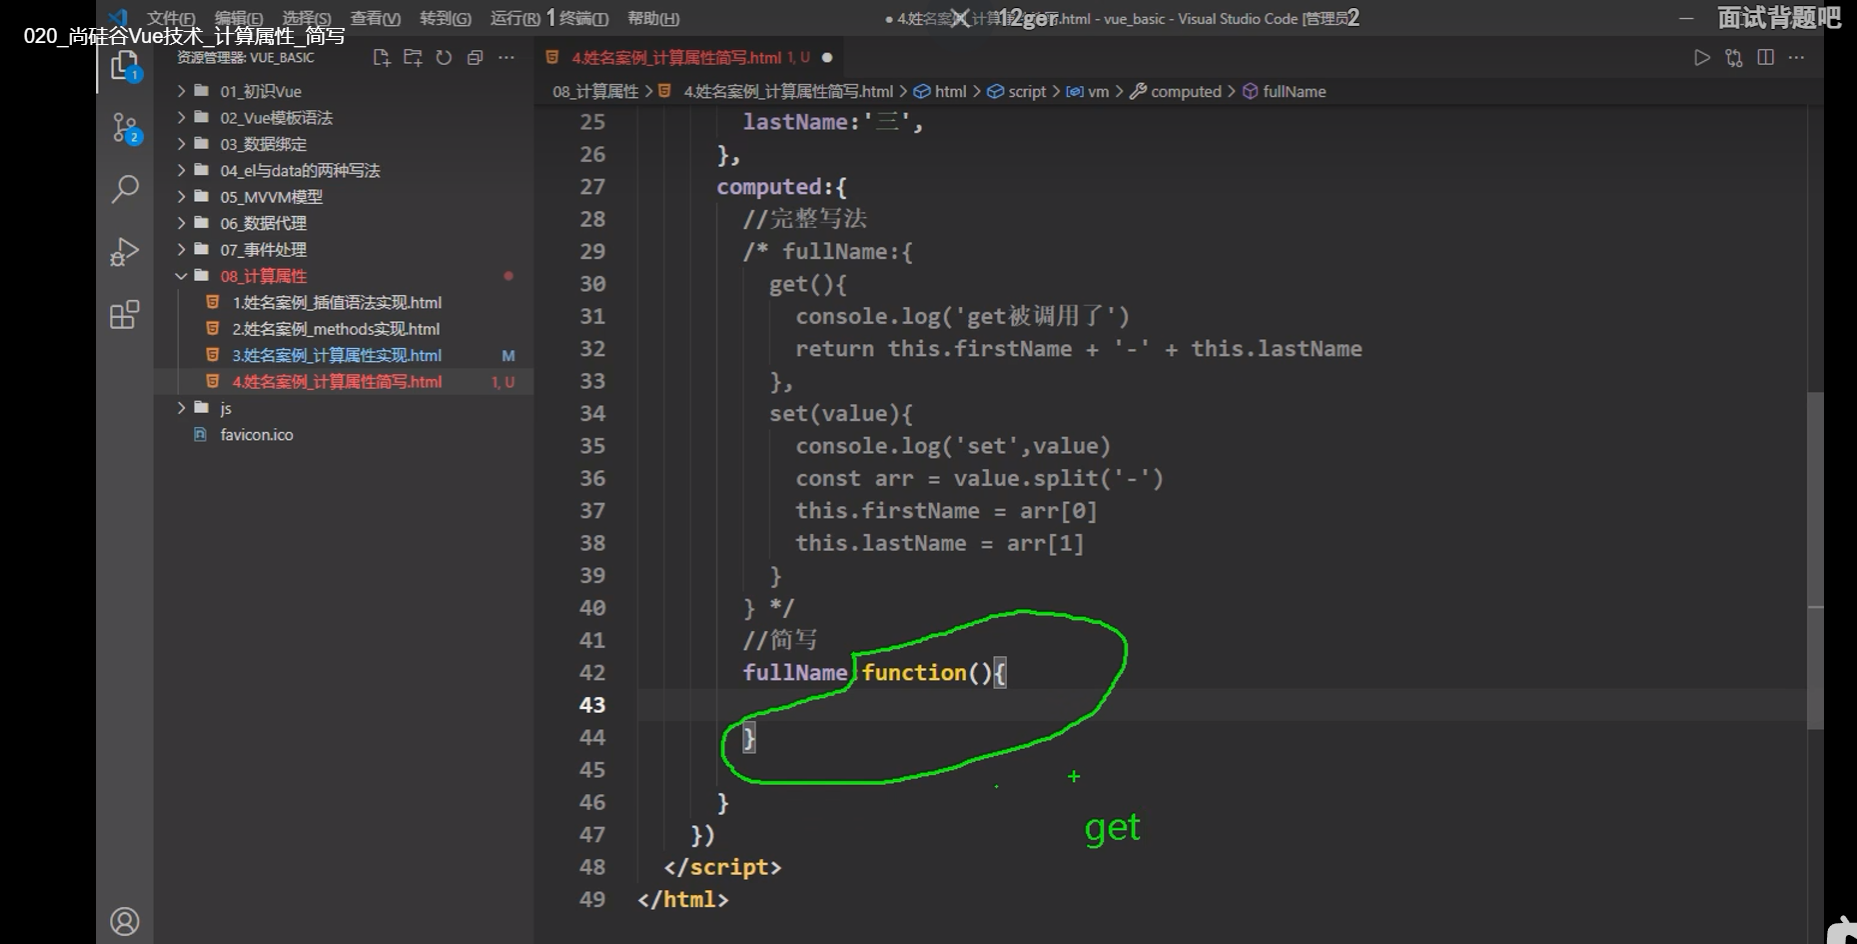 文件(F) 编辑(E) 选择(S) 查看(V) 转到(G) 运行(R) 1 终端(T) 帮助(H)
● 4.姓名案例_计算 12ger .html - vue_basic - Visual Studio Code [管理员] 2
面试背题吧
020_尚硅谷Vue技术_计算属性_简写
资源管理器: VUE_BASIC
4.姓名案例_计算属性简写.html 1, U ●
08_计算属性 > 4.姓名案例_计算属性简写.html > html > script > vm > computed > fullName
1
2
01_初识Vue
02_Vue模板语法
03_数据绑定
04_el与data的两种写法
05_MVVM模型
06_数据代理
07_事件处理
08_计算属性
1.姓名案例_插值语法实现.html
2.姓名案例_methods实现.html
3.姓名案例_计算属性实现.html M
4.姓名案例_计算属性简写.html 1, U
js
favicon.ico
25 lastName:'三',
26 },
27 computed:{
28 //完整写法
29 /* fullName:{
30 get(){
31 console.log('get被调用了')
32 return this.firstName + '-' + this.lastName
33 },
34 set(value){
35 console.log('set',value)
36 const arr = value.split('-')
37 this.firstName = arr[0]
38 this.lastName = arr[1]
39 }
40 } */
41 //简写
42 fullName:function(){
43
44 }
45
46 }
47 })
48 </script>
49 </html>
get